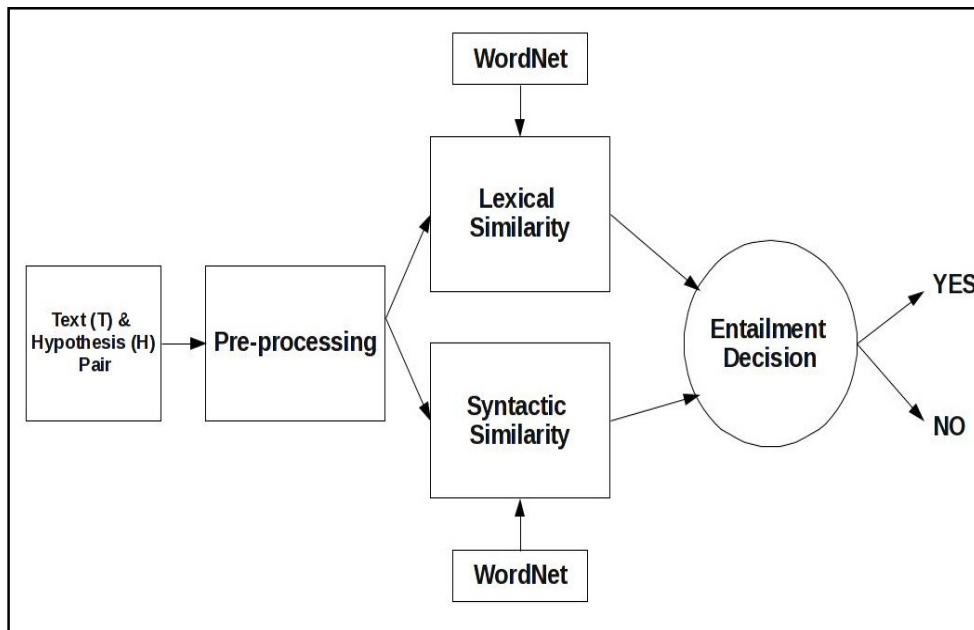 WordNet
Lexical
Similarity
Text (T) &
Hypothesis (H)
Pair
Pre-processing
Syntactic
Similarity
WordNet
Entailment
Decision
YES
NO